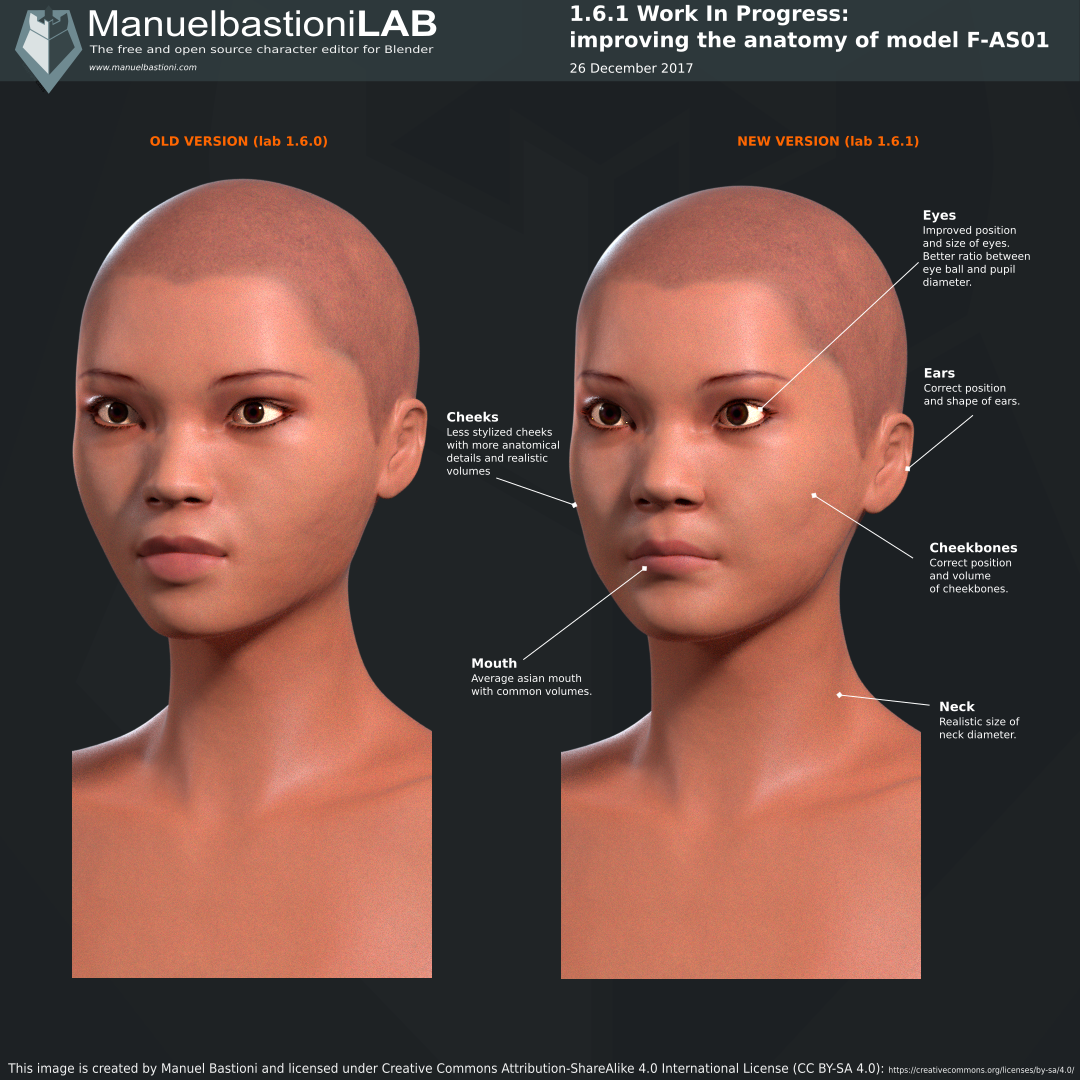 ManuelbastioniLAB
The free and open source character editor for Blender
www.manuelbastioni.com
1.6.1 Work In Progress:
improving the anatomy of model F-AS01
26 December 2017
OLD VERSION (lab 1.6.0)
NEW VERSION (lab 1.6.1)
Eyes
Improved position
and size of eyes.
Better ratio between
eye ball and pupil
diameter.
Ears
Correct position
and shape of ears.
Cheeks
Less stylized cheeks
with more anatomical
details and realistic
volumes
Cheekbones
Correct position
and volume
of cheekbones.
Mouth
Average asian mouth
with common volumes.
Neck
Realistic size of
neck diameter.
This image is created by Manuel Bastioni and licensed under Creative Commons Attribution-ShareAlike 4.0 International License (CC BY-SA 4.0): https://creativecommons.org/licenses/by-sa/4.0/